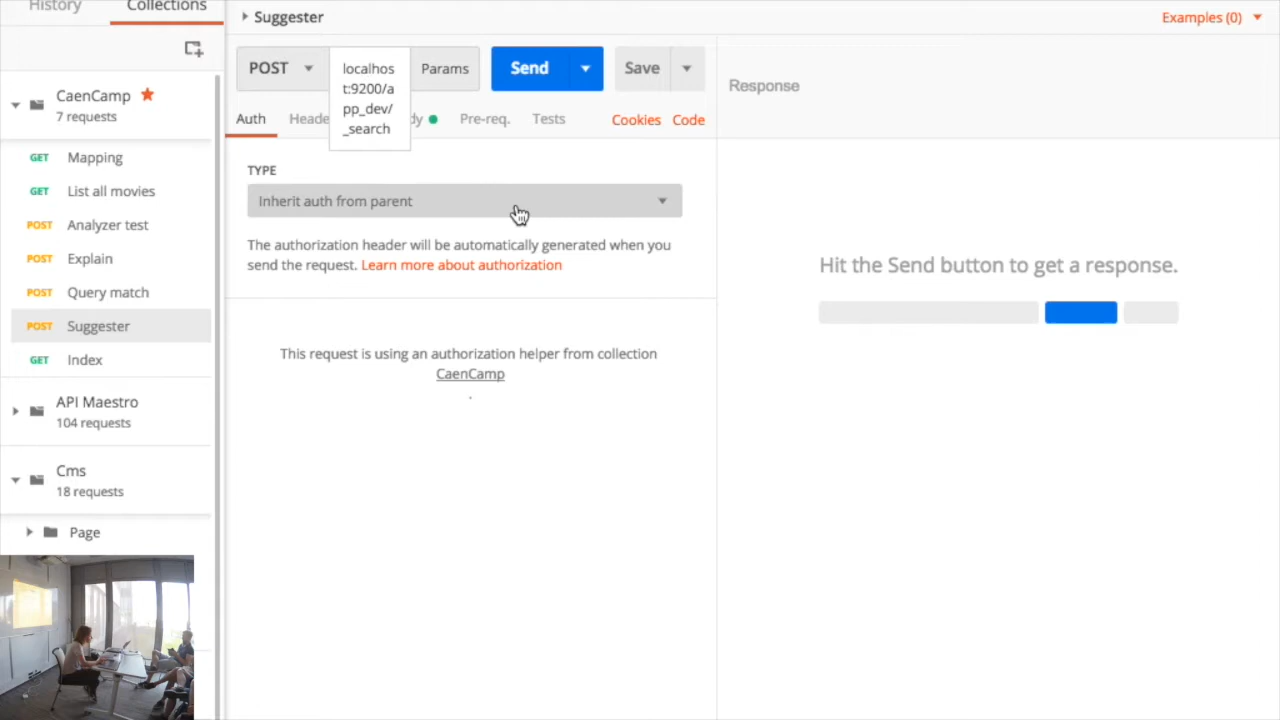 History
Collections
CaenCamp
7 requests
GET Mapping
GET List all movies
POST Analyzer test
POST Explain
POST Query match
POST Suggester
GET Index
API Maestro
104 requests
Cms
18 requests
Page
Suggester
Examples (0)
POST
localhos
t:9200/a
pp_dev/
_search
Params
Send
Save
Auth
Heade
dy
Pre-req.
Tests
Cookies
Code
TYPE
Inherit auth from parent
The authorization header will be automatically generated when you
send the request. Learn more about authorization
This request is using an authorization helper from collection
CaenCamp
.
Response
Hit the Send button to get a response.